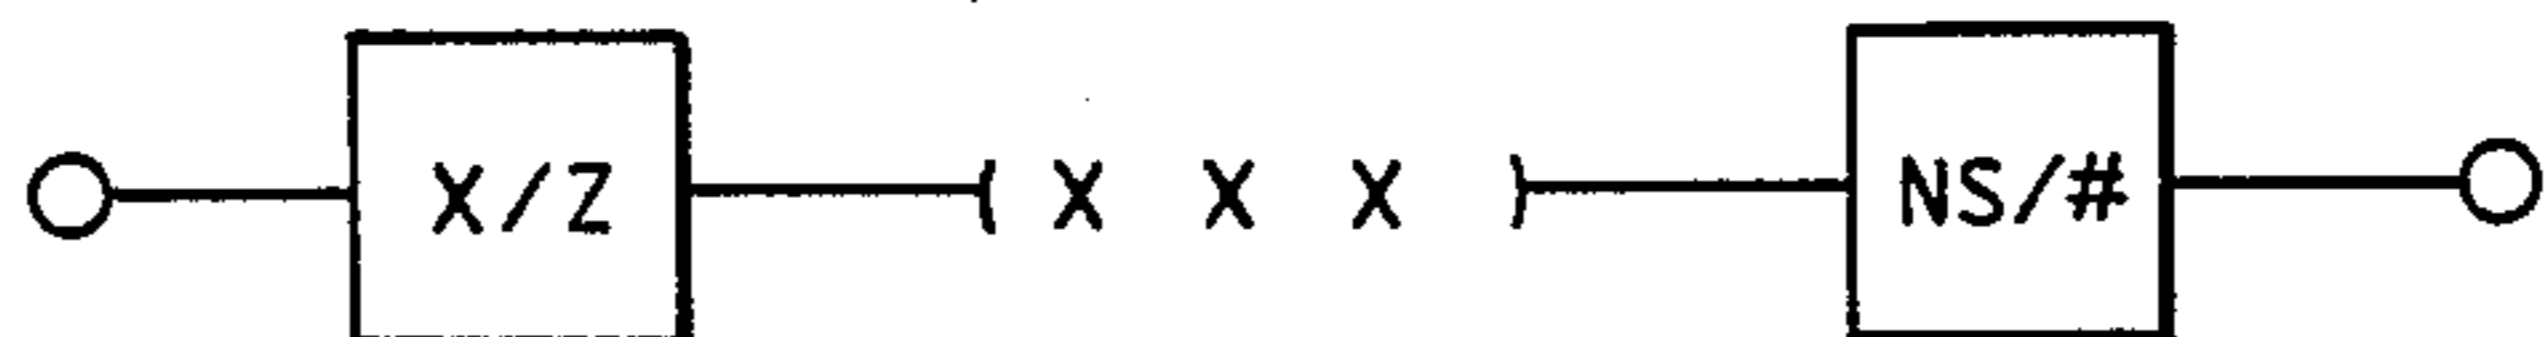 X/Z ( X X X ) NS/#